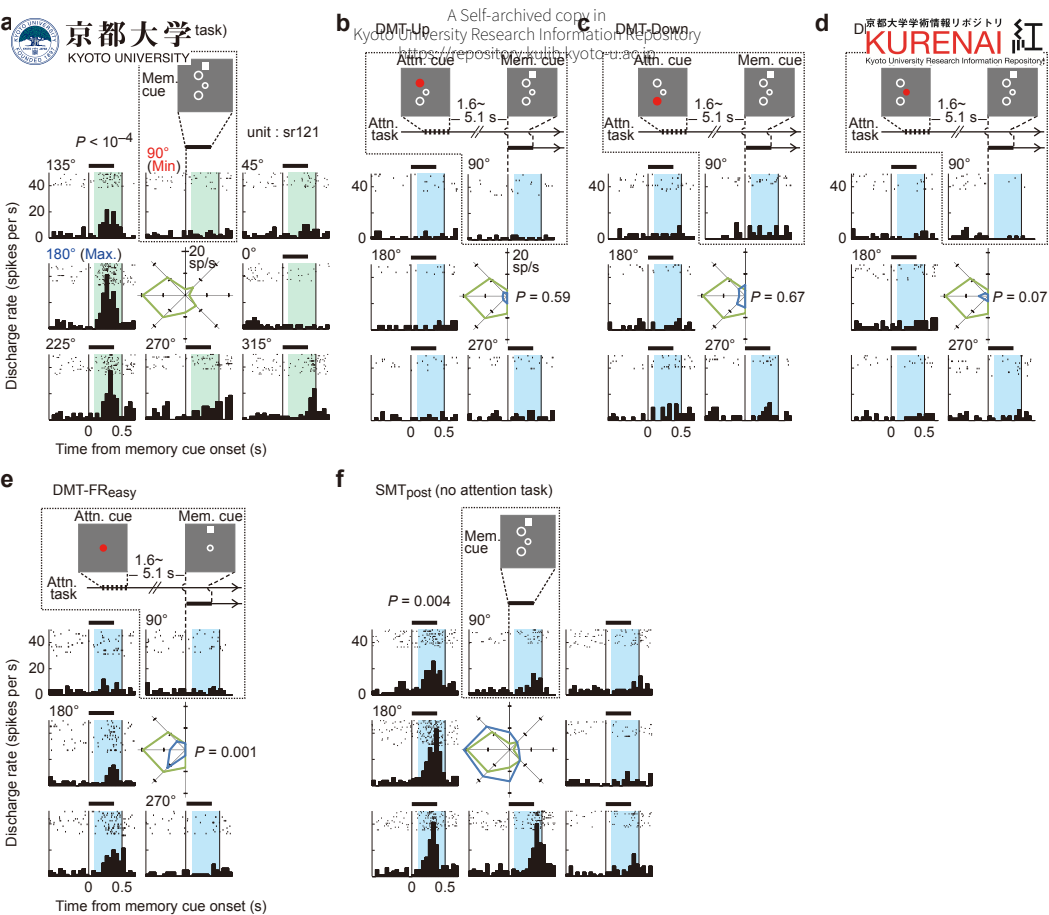 A Self-archived copy in
Kyoto University Research Information Repository
https://repository.kulib.kyoto-u.ac.jp
京都大学
KYOTO UNIVERSITY
京都大学学術情報リポジトリ
KURENAI 紅
Kyoto University Research Information Repository
a
task)
Mem.
cue
P < 10–4
unit : sr121
135°
90°
(Min)
45°
40
20
0
180° (Max.)
20
sp/s
0°
225°
270°
315°
0 0.5
Time from memory cue onset (s)
Discharge rate (spikes per s)
b
DMT-Up
Attn. cue
Mem. cue
1.6~
5.1 s
Attn.
task
90°
40
0
180°
20
sp/s
P = 0.59
270°
0 0.5
c
DMT-Down
Attn. cue
Mem. cue
1.6~
5.1 s
Attn.
task
90°
40
0
180°
P = 0.67
270°
0 0.5
d
1.6~
5.1 s
Attn.
task
90°
40
0
180°
P = 0.07
270°
0 0.5
e
DMT-FReasy
Attn. cue
Mem. cue
1.6~
5.1 s
Attn.
task
90°
40
20
0
180°
P = 0.001
270°
0 0.5
Time from memory cue onset (s)
Discharge rate (spikes per s)
f
SMTpost (no attention task)
Mem.
cue
P = 0.004
90°
40
20
0
180°
0 0.5